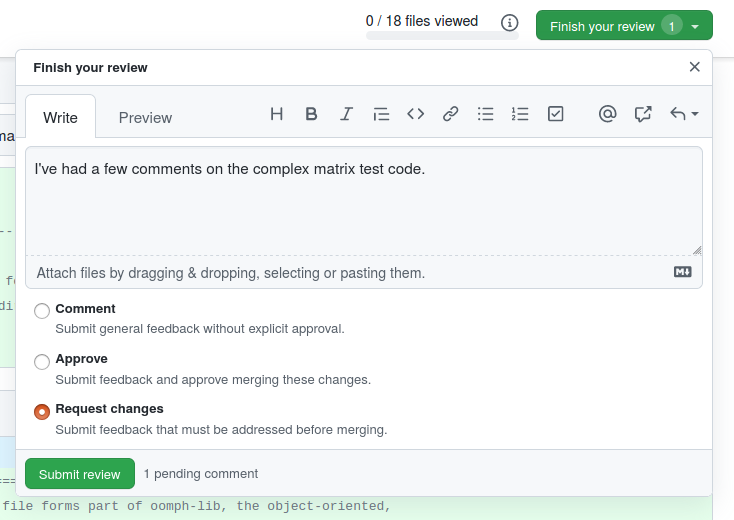 0 / 18 files viewed
Finish your review 1
Finish your review
Write
Preview
I've had a few comments on the complex matrix test code.
Attach files by dragging & dropping, selecting or pasting them.
Comment
Submit general feedback without explicit approval.
Approve
Submit feedback and approve merging these changes.
Request changes
Submit feedback that must be addressed before merging.
Submit review
1 pending comment
file forms part of oomph-lib, the object-oriented,